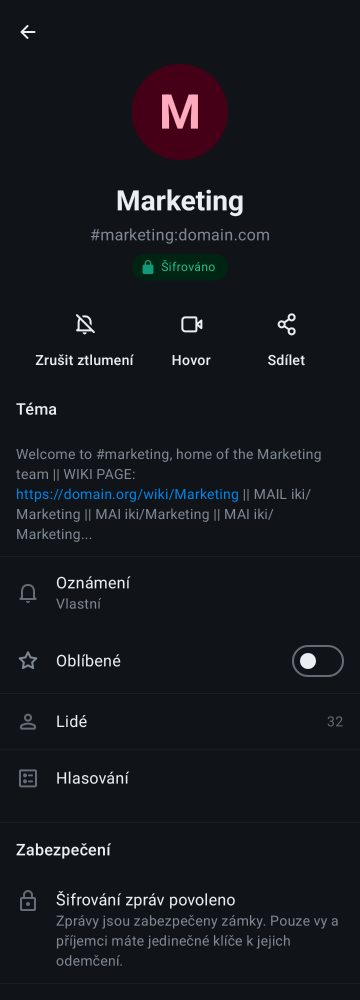 M
Marketing
#marketing:domain.com
Šifrováno
Zrušit ztlumení
Hovor
Sdílet
Téma
Welcome to #marketing, home of the Marketing
team || WIKI PAGE:
https://domain.org/wiki/Marketing || MAIL iki/
Marketing || MAI iki/Marketing || MAI iki/
Marketing...
Oznámení
Vlastní
Oblíbené
Lidé 32
Hlasování
Zabezpečení
Šifrování zpráv povoleno
Zprávy jsou zabezpečeny zámky. Pouze vy a
příjemci máte jedinečné klíče k jejich
odemčení.